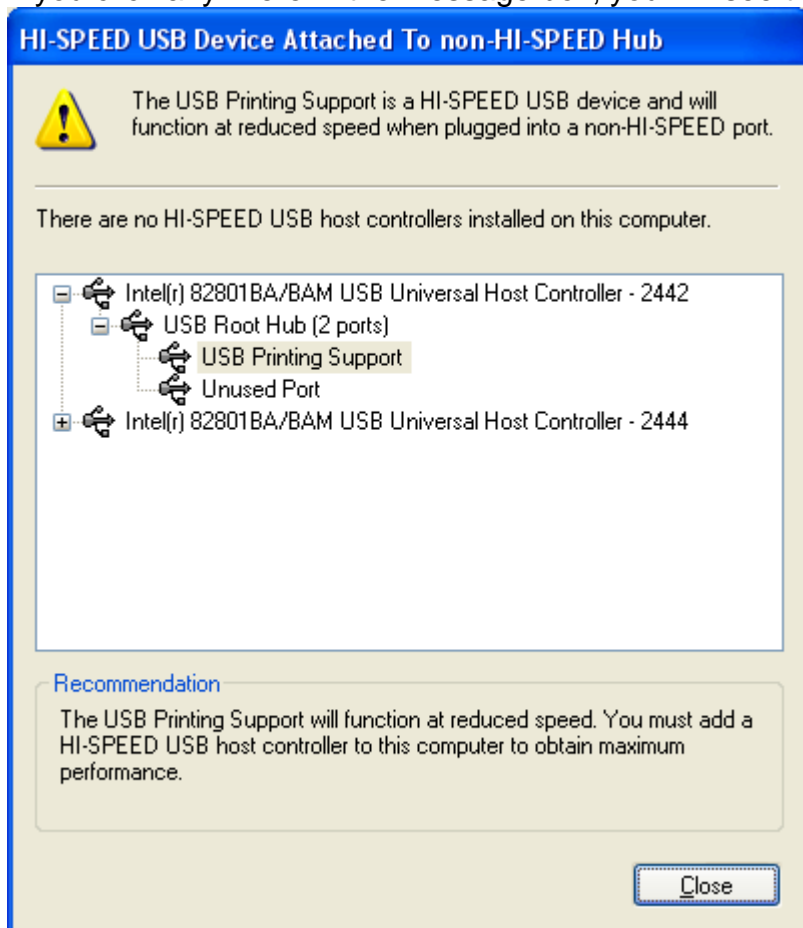 HI-SPEED USB Device Attached To non-HI-SPEED Hub
The USB Printing Support is a HI-SPEED USB device and will
function at reduced speed when plugged into a non-HI-SPEED port.
There are no HI-SPEED USB host controllers installed on this computer.
Intel(r) 82801BA/BAM USB Universal Host Controller - 2442
USB Root Hub (2 ports)
USB Printing Support
Unused Port
Intel(r) 82801BA/BAM USB Universal Host Controller - 2444
Recommendation
The USB Printing Support will function at reduced speed. You must add a
HI-SPEED USB host controller to this computer to obtain maximum
performance.
Close